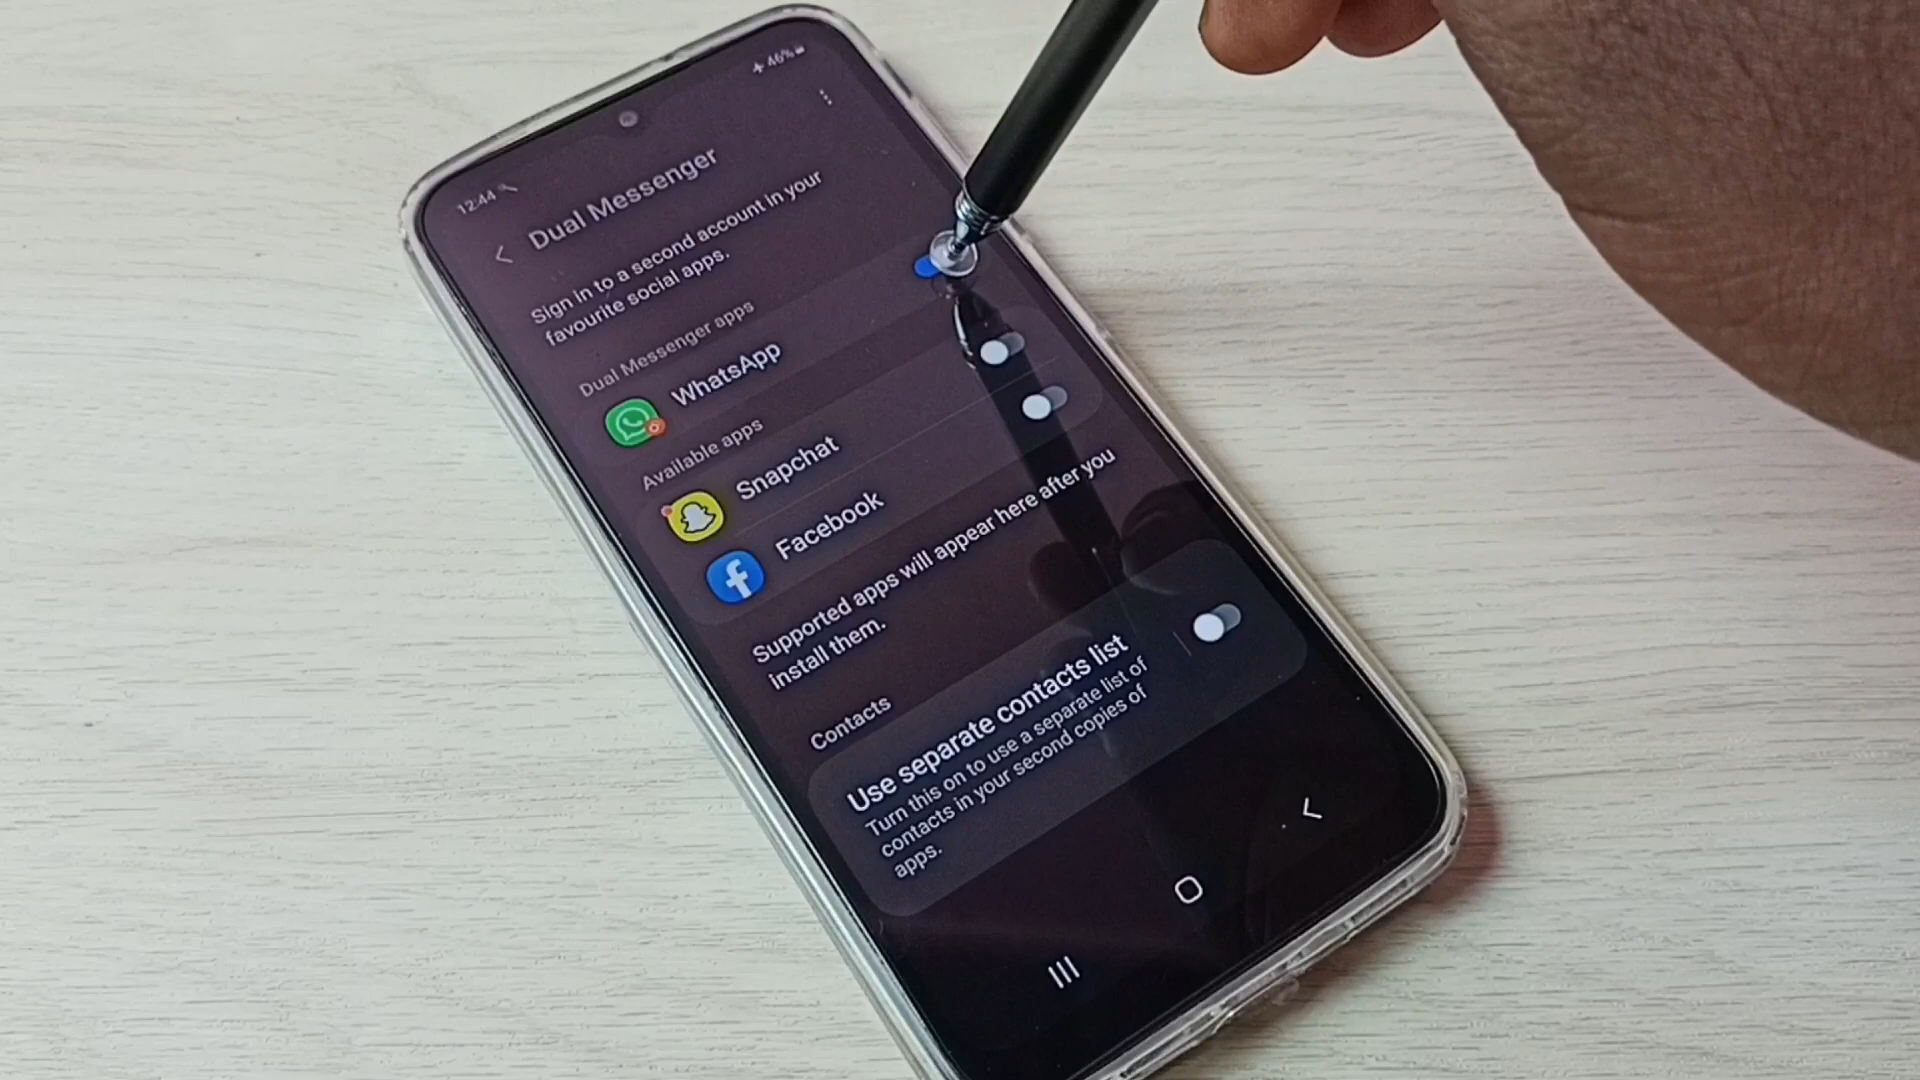 12:44
46%
Dual Messenger
Sign in to a second account in your
favourite social apps.
Dual Messenger apps
WhatsApp
Available apps
Snapchat
Facebook
Supported apps will appear here after you
install them.
Contacts
Use separate contacts list
Turn this on to use a separate list of
contacts in your second copies of
apps.